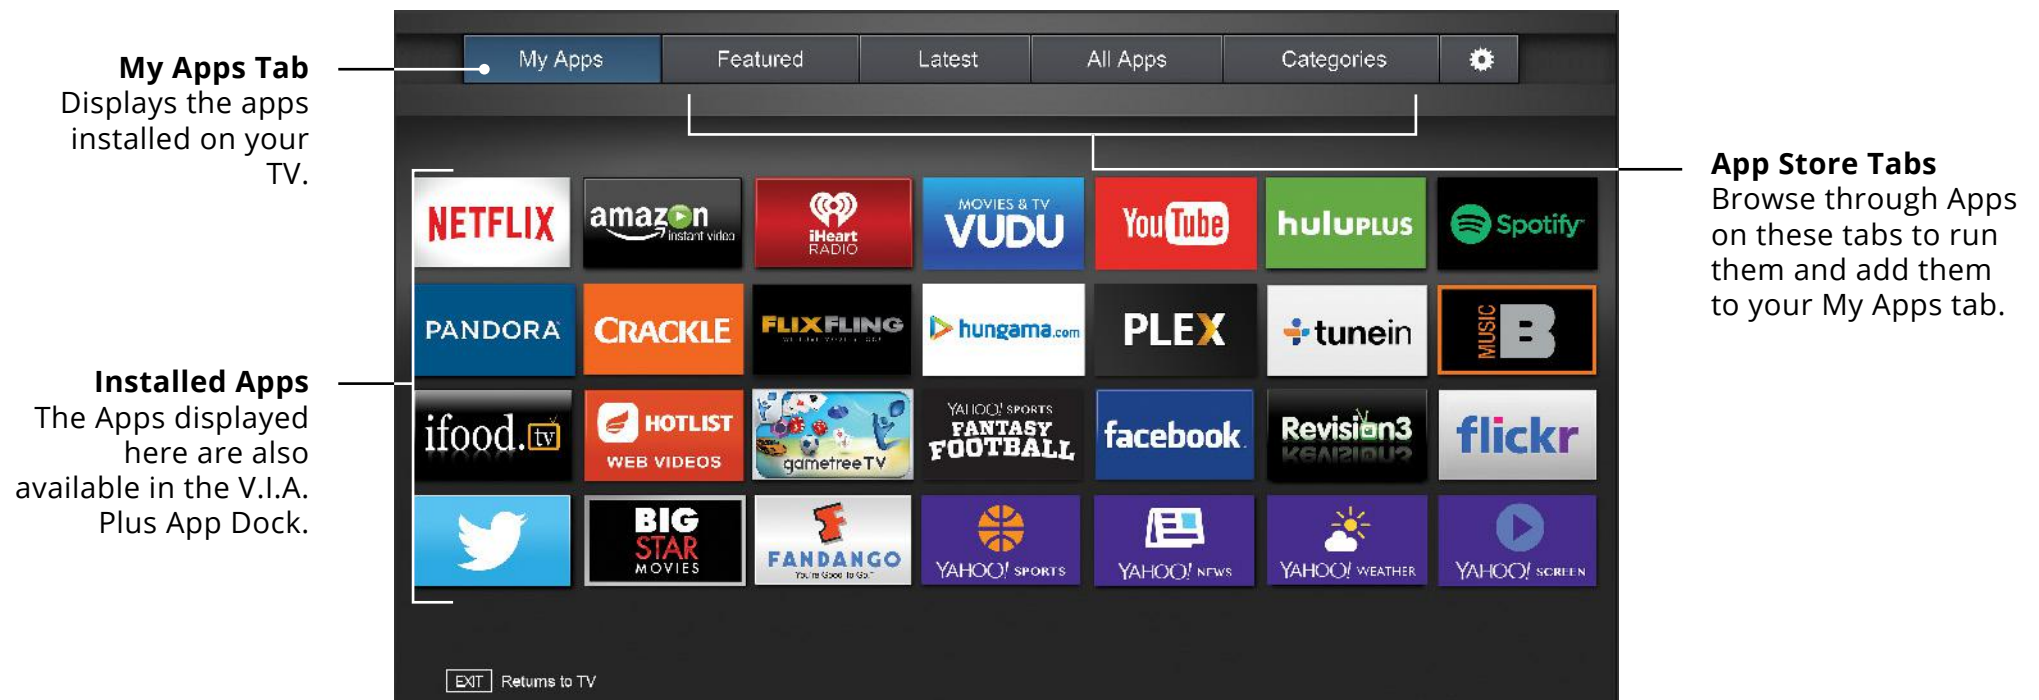 My Apps Tab
Displays the apps
installed on your
TV.
Installed Apps
The Apps displayed
here are also
available in the V.I.A.
Plus App Dock.
My Apps
Featured
Latest
All Apps
Categories
NETFLIX
amazon
instant video
iHeart
RADIO
MOVIES & TV
VUDU
YouTube
huluPLUS
Spotify
PANDORA
CRACKLE
FLIXFLING
hungama.com
PLEX
tunein
MUSIC B
ifood.tv
HOTLIST
WEB VIDEOS
gametreeTV
YAHOO! SPORTS
FANTASY
FOOTBALL
facebook
Revision3
flickr
BIG
STAR
MOVIES
FANDANGO
You're Good To Go.
YAHOO! SPORTS
YAHOO! NEWS
YAHOO! WEATHER
YAHOO! SCREEN
EXIT Returns to TV
App Store Tabs
Browse through Apps
on these tabs to run
them and add them
to your My Apps tab.